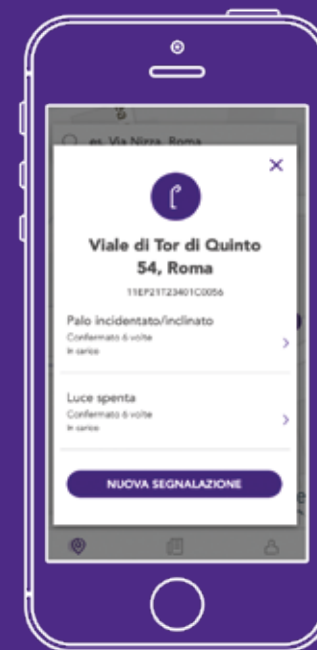 es. Via Nizza, Roma
Viale di Tor di Quinto
54, Roma
11EP21T23401C0056
Palo incidentato/inclinato
Confermato 6 volte
In carico
Luce spenta
Confermato 6 volte
In carico
NUOVA SEGNALAZIONE